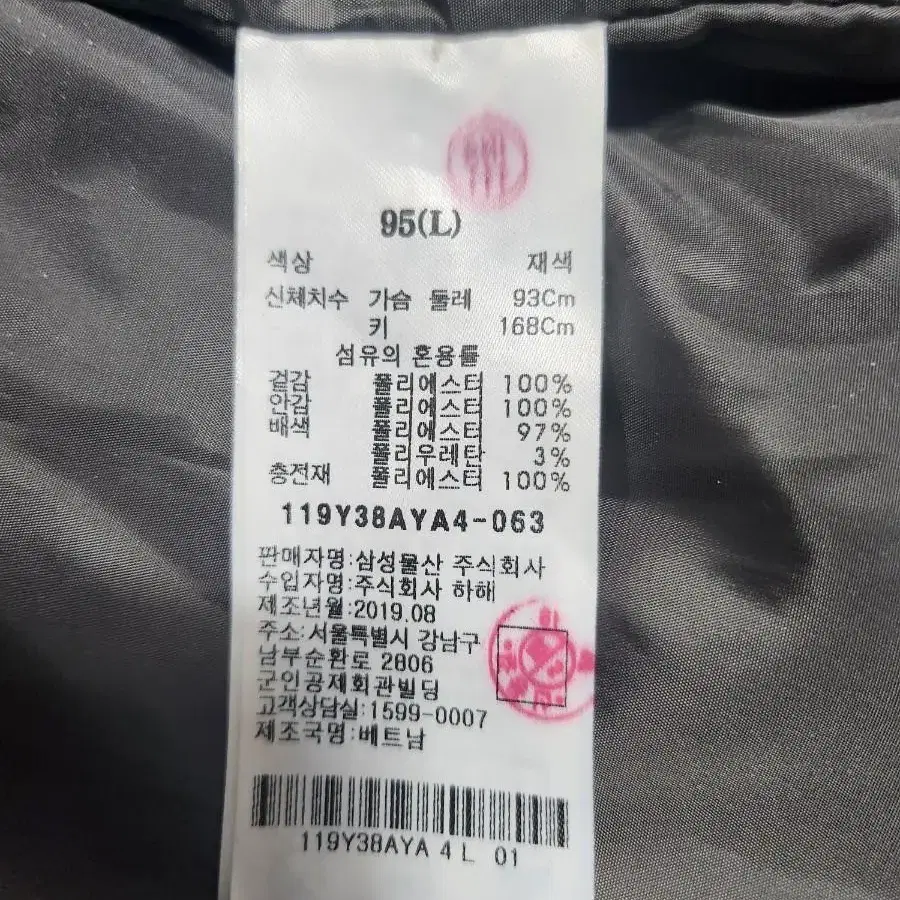 95(L)
색상 재색
신체치수 가슴 둘레 93Cm
키 168Cm
섬유의 혼용률
겉감 폴리에스터 100%
안감 폴리에스터 100%
배색 폴리에스터 97%
폴리우레탄 3%
충전재 폴리에스터 100%
119Y38AYA4-063
판매자명:삼성물산 주식회사
수입자명:주식회사 하해
제조년월:2019.08
주소:서울특별시 강남구
남부순환로 2806
군인공제회관빌딩
고객상담실:1599-0007
제조국명:베트남
119Y38AYA 4 L 01